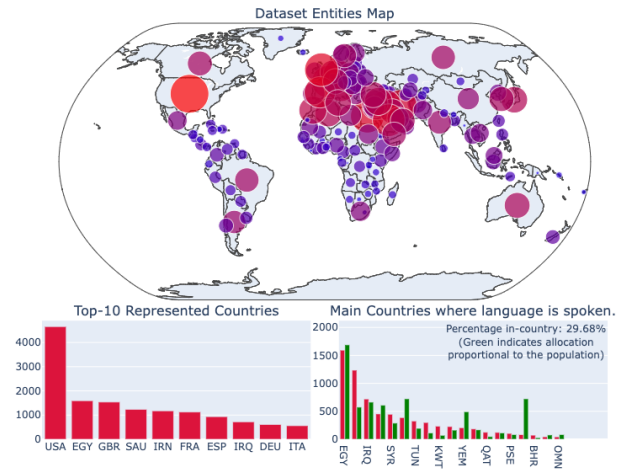 Dataset Entities Map
Top-10 Represented Countries
4000
3000
2000
1000
0
USA EGY GBR SAU IRN FRA ESP IRQ DEU ITA
Main Countries where language is spoken.
Percentage in-country: 29.68%
(Green indicates allocation
proportional to the population)
2000
1500
1000
500
0
EGY IRQ SYR TUN KWT YEM QAT PSE BHR OMN